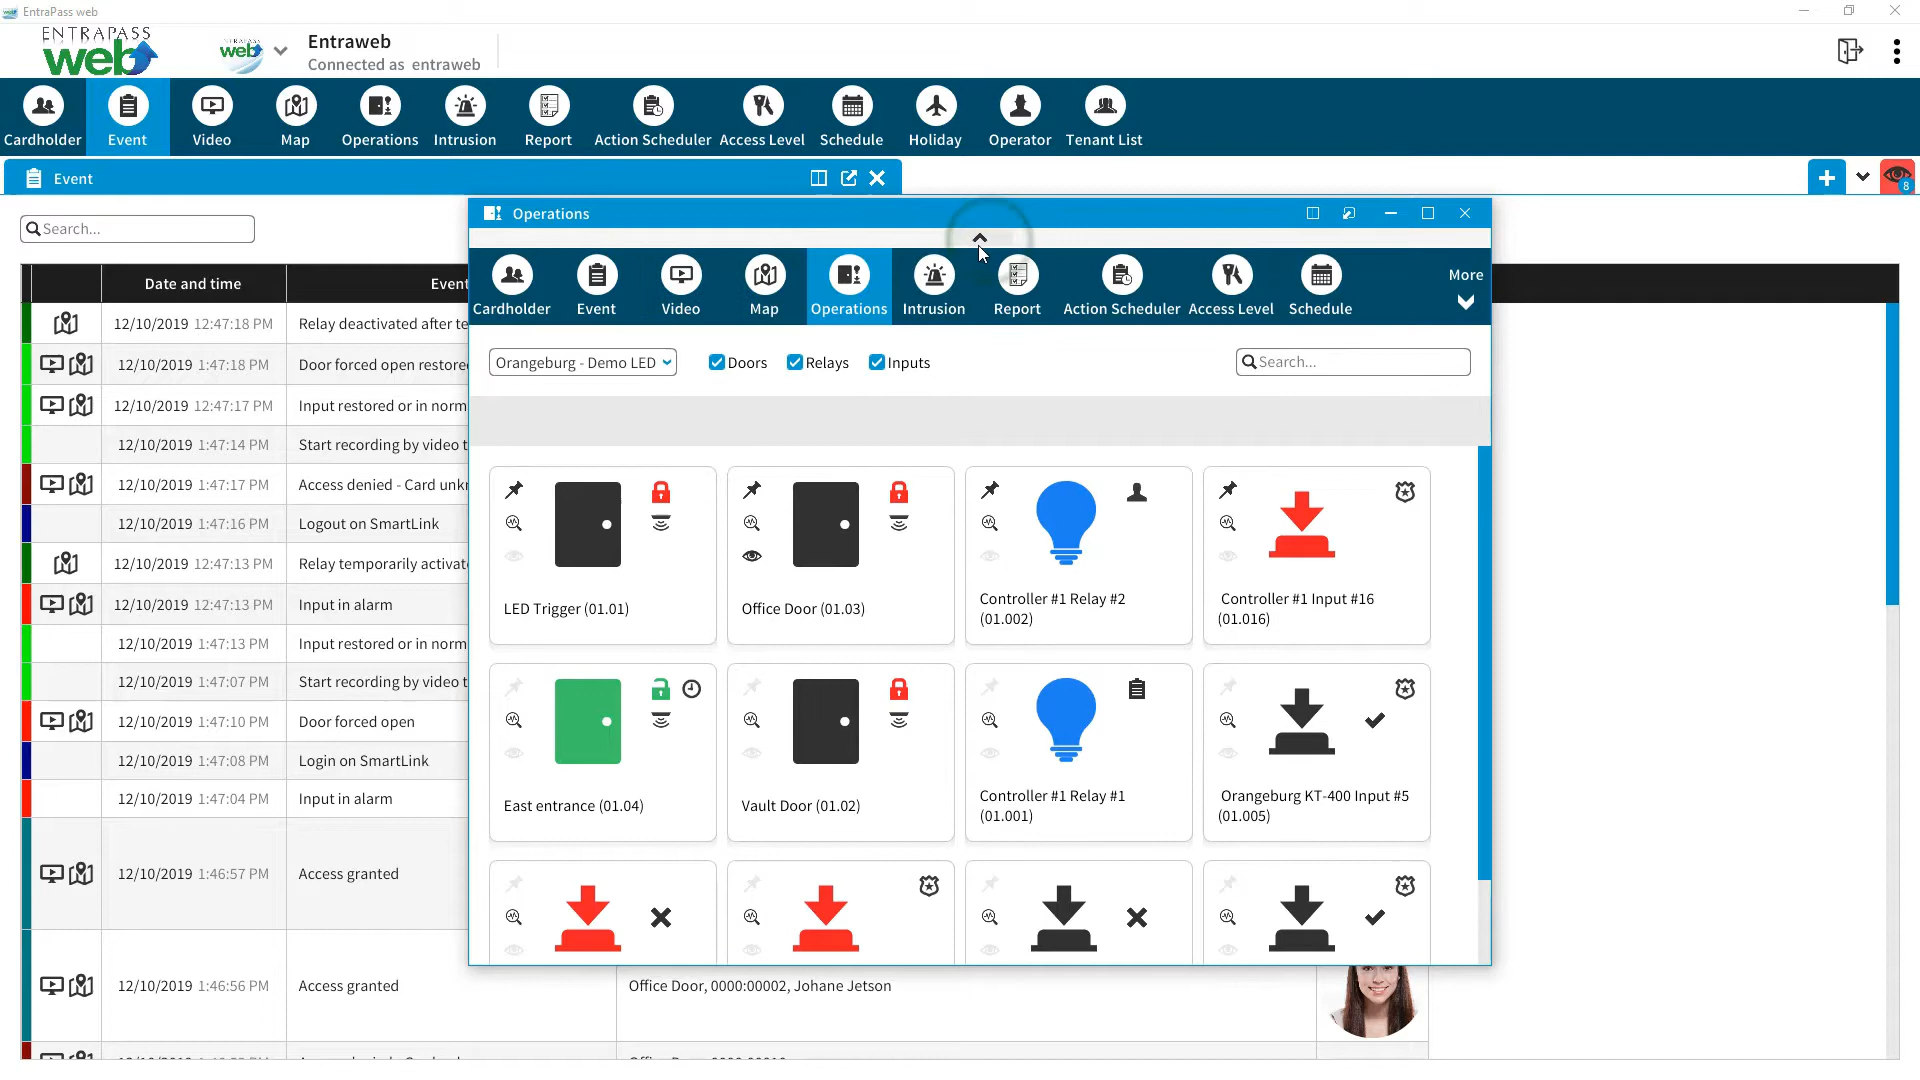 EntraPass web
ENTRAPASS
web
web
Entraweb
Connected as entraweb
Cardholder
Event
Video
Map
Operations
Intrusion
Report
Action Scheduler
Access Level
Schedule
Holiday
Operator
Tenant List
Event
8
Search...
Operations
Cardholder
Event
Video
Map
Operations
Intrusion
Report
Action Scheduler
Access Level
Schedule
More
Orangeburg - Demo LED
Doors
Relays
Inputs
Search...
LED Trigger (01.01)
Office Door (01.03)
Controller #1 Relay #2
(01.002)
Controller #1 Input #16
(01.016)
East entrance (01.04)
Vault Door (01.02)
Controller #1 Relay #1
(01.001)
Orangeburg KT-400 Input #5
(01.005)
Date and time
Event
12/10/2019 12:47:18 PM
Relay deactivated after te
12/10/2019 1:47:18 PM
Door forced open restore
12/10/2019 12:47:17 PM
Input restored or in norm
12/10/2019 1:47:14 PM
Start recording by video t
12/10/2019 1:47:17 PM
Access denied - Card unk
12/10/2019 1:47:16 PM
Logout on SmartLink
12/10/2019 12:47:13 PM
Relay temporarily activat
12/10/2019 12:47:13 PM
Input in alarm
12/10/2019 1:47:13 PM
Input restored or in norm
12/10/2019 1:47:07 PM
Start recording by video t
12/10/2019 1:47:10 PM
Door forced open
12/10/2019 1:47:08 PM
Login on SmartLink
12/10/2019 1:47:04 PM
Input in alarm
12/10/2019 1:46:57 PM
Access granted
12/10/2019 1:46:56 PM
Access granted
Office Door, 0000:00002, Johane Jetson